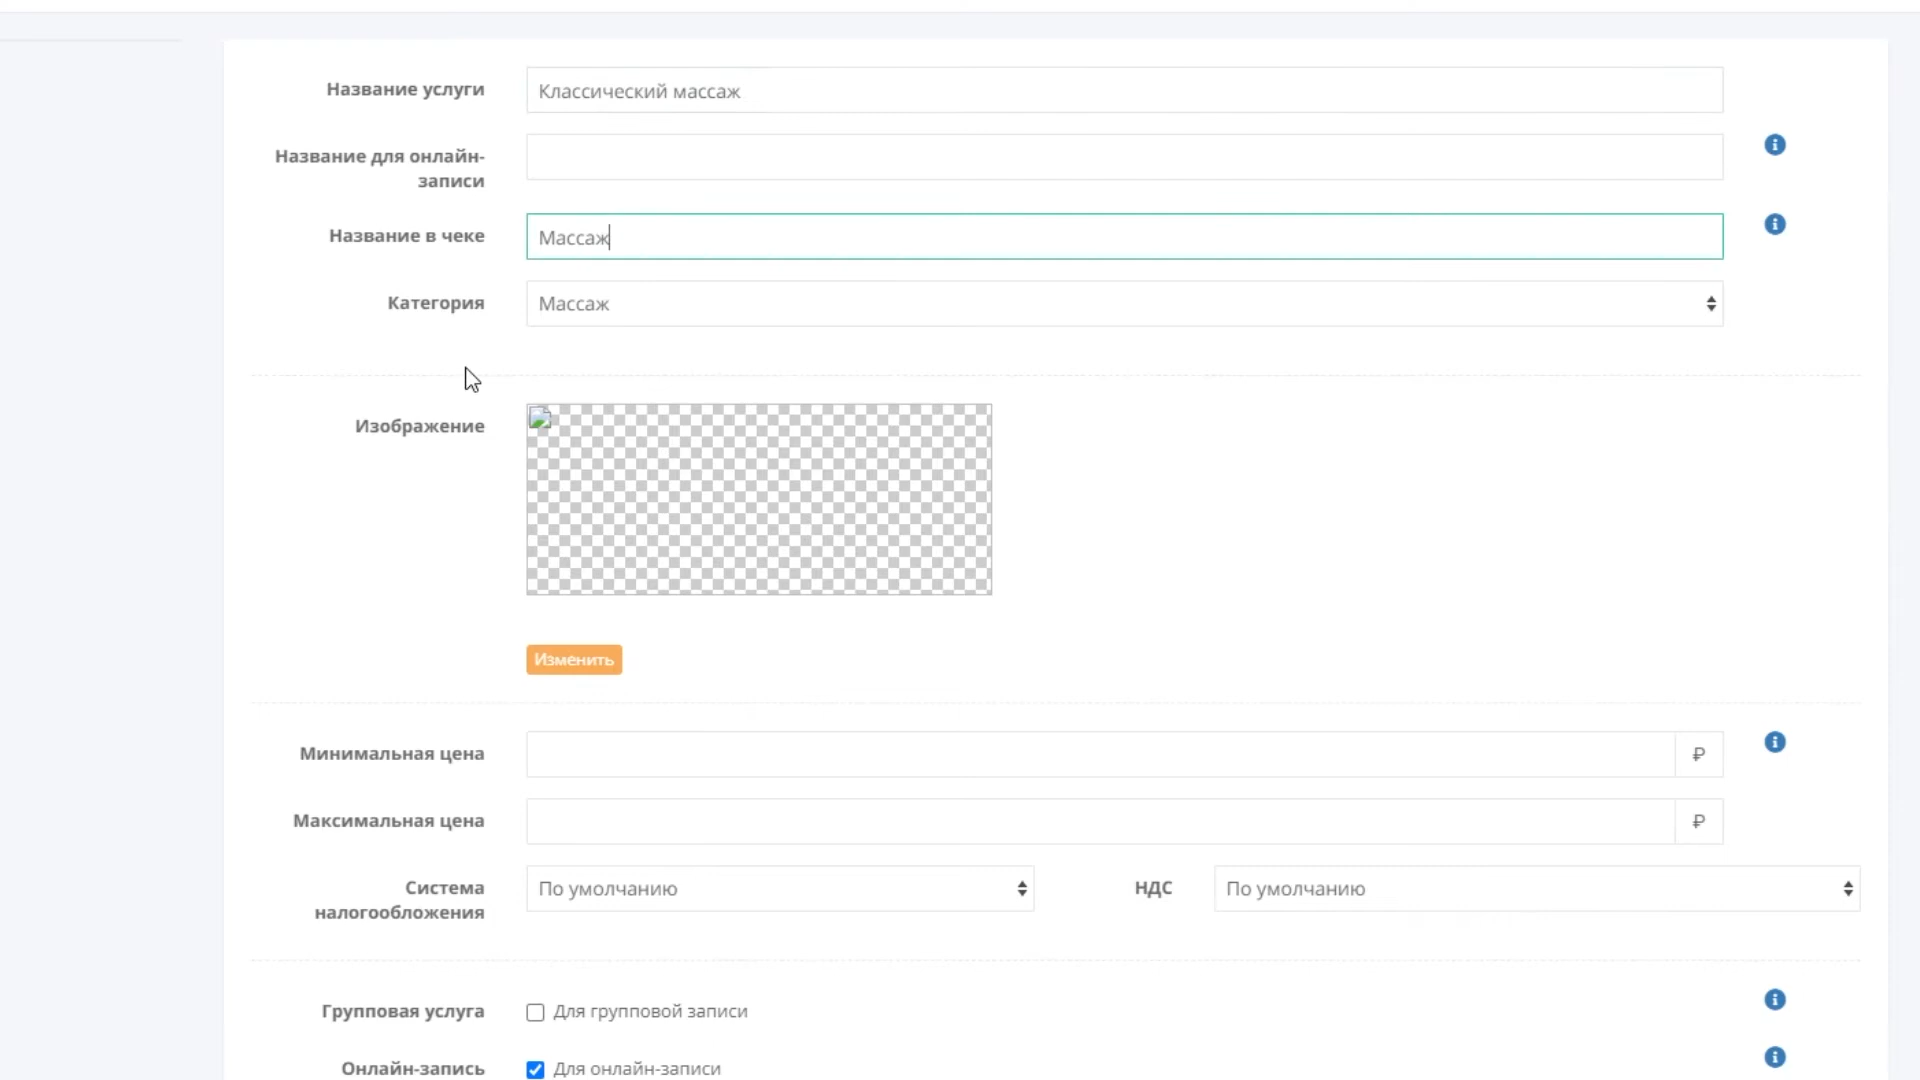 Название услуги
Классический массаж
Название для онлайн-
записи
Название в чеке
Массаж
Категория
Массаж
Изображение
Изменить
Минимальная цена
₽
Максимальная цена
₽
Система
налогообложения
По умолчанию
НДС
По умолчанию
Групповая услуга
Для групповой записи
Онлайн-запись
Для онлайн-записи